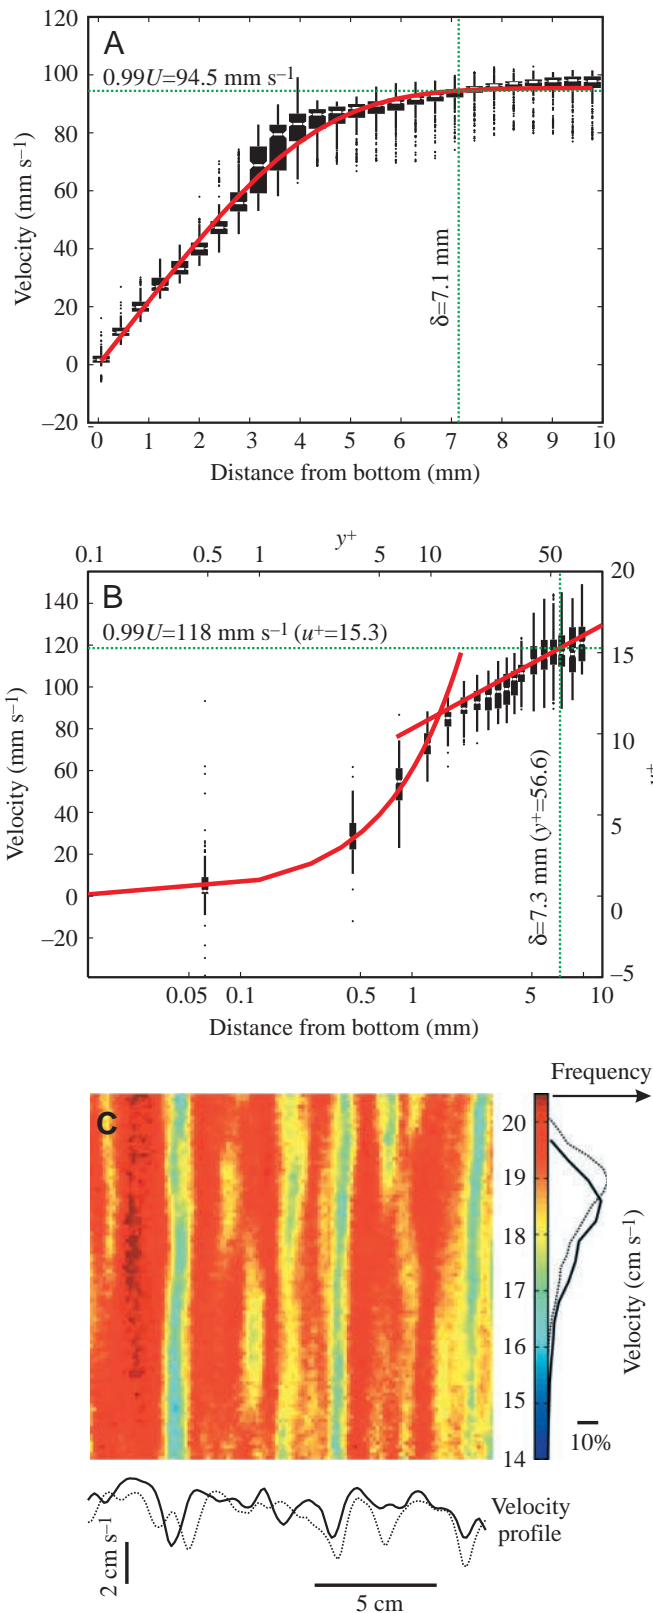 A
0.99U=94.5 mm s–1
120
100
80
60
40
20
0
–20
Velocity (mm s–1)
δ=7.1 mm
0 1 2 3 4 5 6 7 8 9 10
Distance from bottom (mm)
0.1 0.5 1 y+ 5 10 50
B
0.99U=118 mm s–1 (u+=15.3)
140
120
100
80
60
40
20
0
–20
Velocity (mm s–1)
20
15
10
5
0
–5
u+
δ=7.3 mm (y+=56.6)
0.05 0.1 0.5 1 5 10
Distance from bottom (mm)
C
Frequency
20
19
18
17
16
15
14
Velocity (cm s–1)
10%
Velocity
profile
2 cm s–1
5 cm